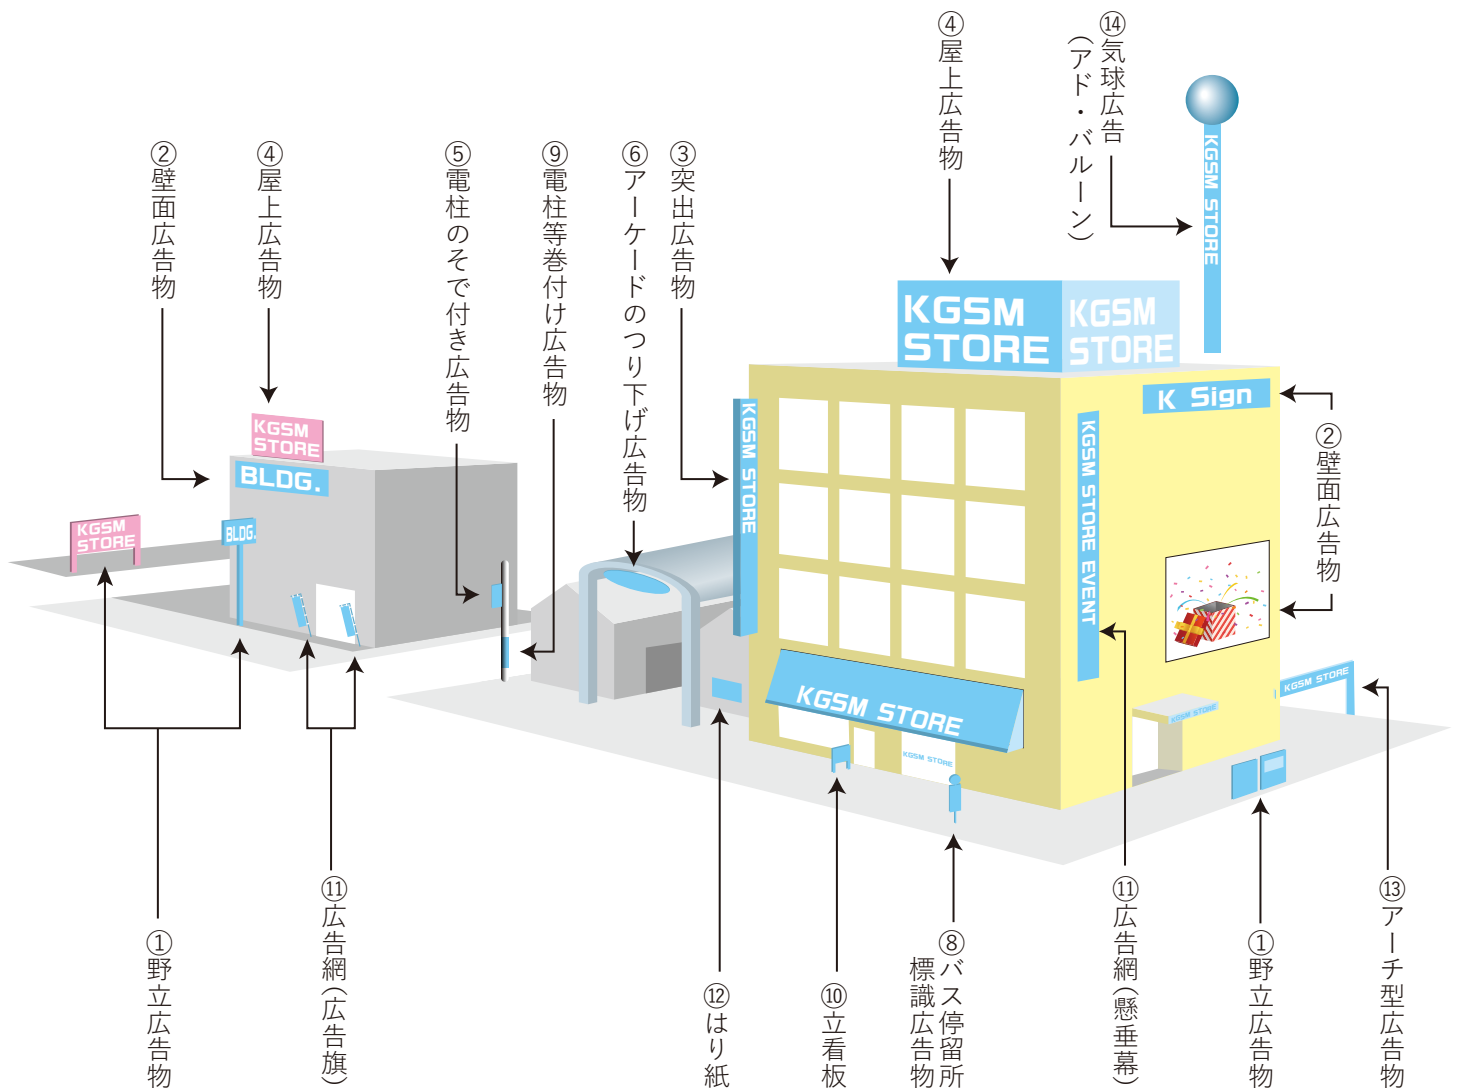 ②壁面広告物
④屋上広告物
⑤電柱のそで付き広告物
⑨電柱等巻付け広告物
⑥アーケードのつり下げ広告物
③突出広告物
④屋上広告物
⑭気球広告
(アド・バルーン)
KGSM STORE
KGSM
STORE
KGSM
STORE
K Sign
KGSM STORE
KGSM STORE EVENT
②壁面広告物
KGSM
STORE
BLDG.
KGSM
STORE
BLDG.
KGSM STORE
KGSM STORE
KGSM STORE
KGSM STORE
①野立広告物
⑪広告網(広告旗)
⑫はり紙
⑩立看板
⑧バス停留所
標識広告物
⑪広告網(懸垂幕)
①野立広告物
⑬アーチ型広告物